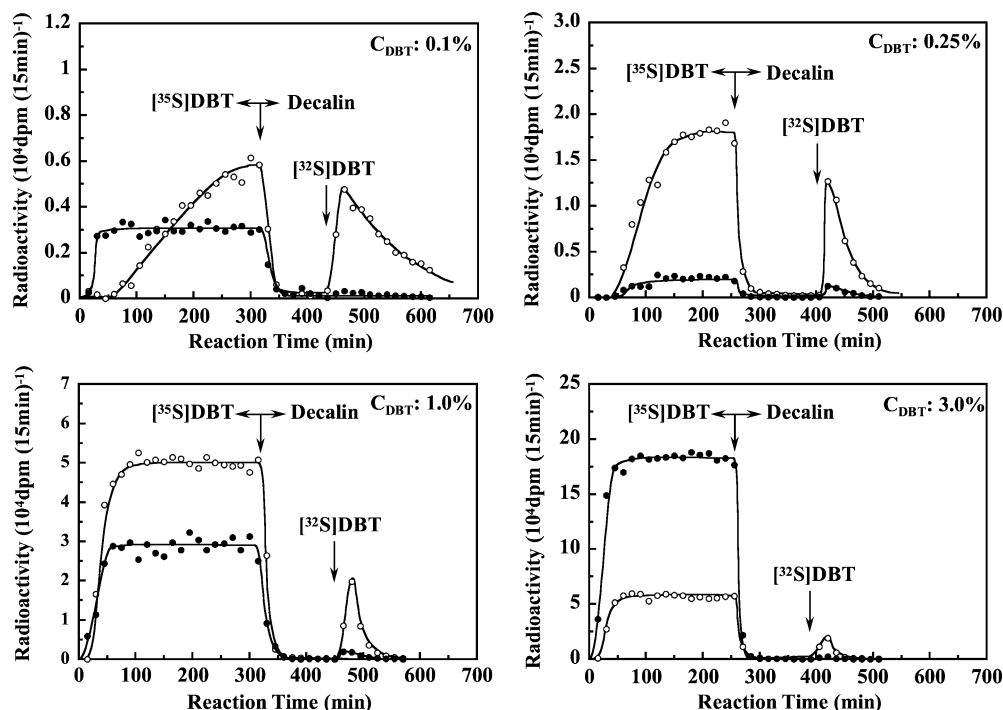 Radioactivity (10⁴dpm (15min)⁻¹
1.2
1
0.8
0.6
0.4
0.2
0
C_DBT: 0.1%
[³⁵S]DBT
Decalin
[³²S]DBT
0 100 200 300 400 500 600 700
Reaction Time (min)
Radioactivity (10⁴dpm (15min)⁻¹
3.0
2.5
2.0
1.5
1.0
0.5
0
C_DBT: 0.25%
[³⁵S]DBT
Decalin
[³²S]DBT
0 100 200 300 400 500 600 700
Reaction Time (min)
Radioactivity (10⁴dpm (15min)⁻¹
7
6
5
4
3
2
1
0
C_DBT: 1.0%
[³⁵S]DBT
Decalin
[³²S]DBT
0 100 200 300 400 500 600 700
Reaction Time (min)
Radioactivity (10⁴dpm (15min)⁻¹
25
20
15
10
5
0
C_DBT: 3.0%
[³⁵S]DBT
Decalin
[³²S]DBT
0 100 200 300 400 500 600 700
Reaction Time (min)